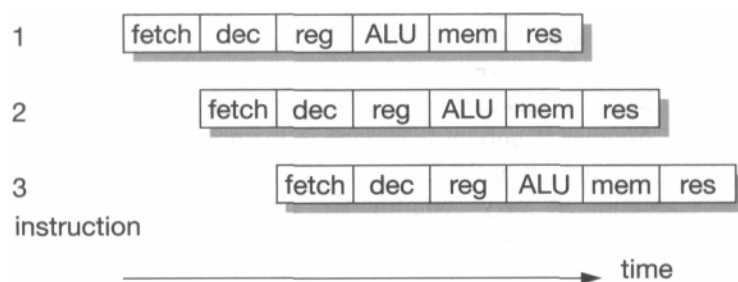 1 fetch dec reg ALU mem res
2 fetch dec reg ALU mem res
3 fetch dec reg ALU mem res
instruction
time